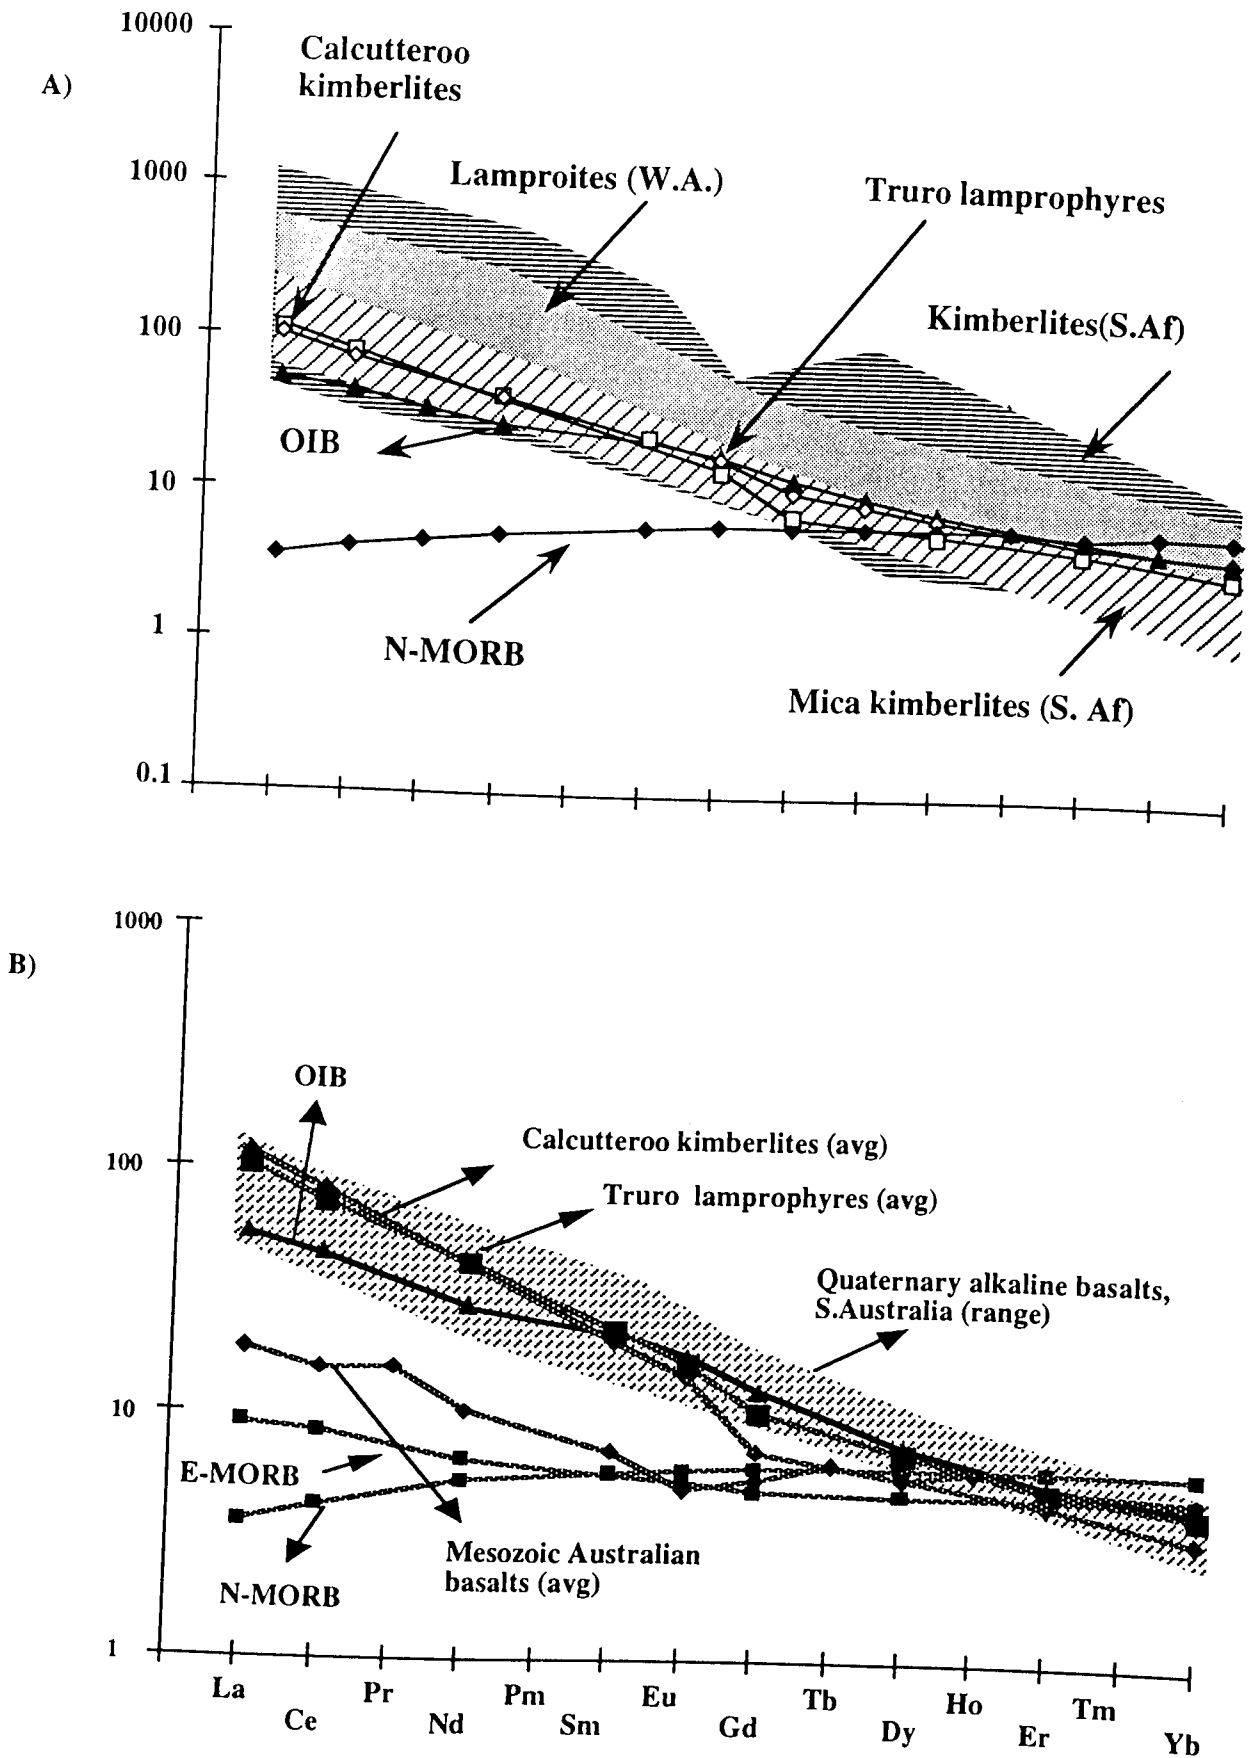 10000
A)
Calcutteroo
kimberlites
1000
Lamproites (W.A.)
Truro lamprophyres
100
Kimberlites(S.Af)
OIB
10
1
N-MORB
Mica kimberlites (S. Af)
0.1
1000
B)
OIB
100
Calcutteroo kimberlites (avg)
Truro lamprophyres (avg)
Quaternary alkaline basalts,
S.Australia (range)
10
E-MORB
Mesozoic Australian
basalts (avg)
N-MORB
1
La Ce Pr Nd Pm Sm Eu Gd Tb Dy Ho Er Tm Yb